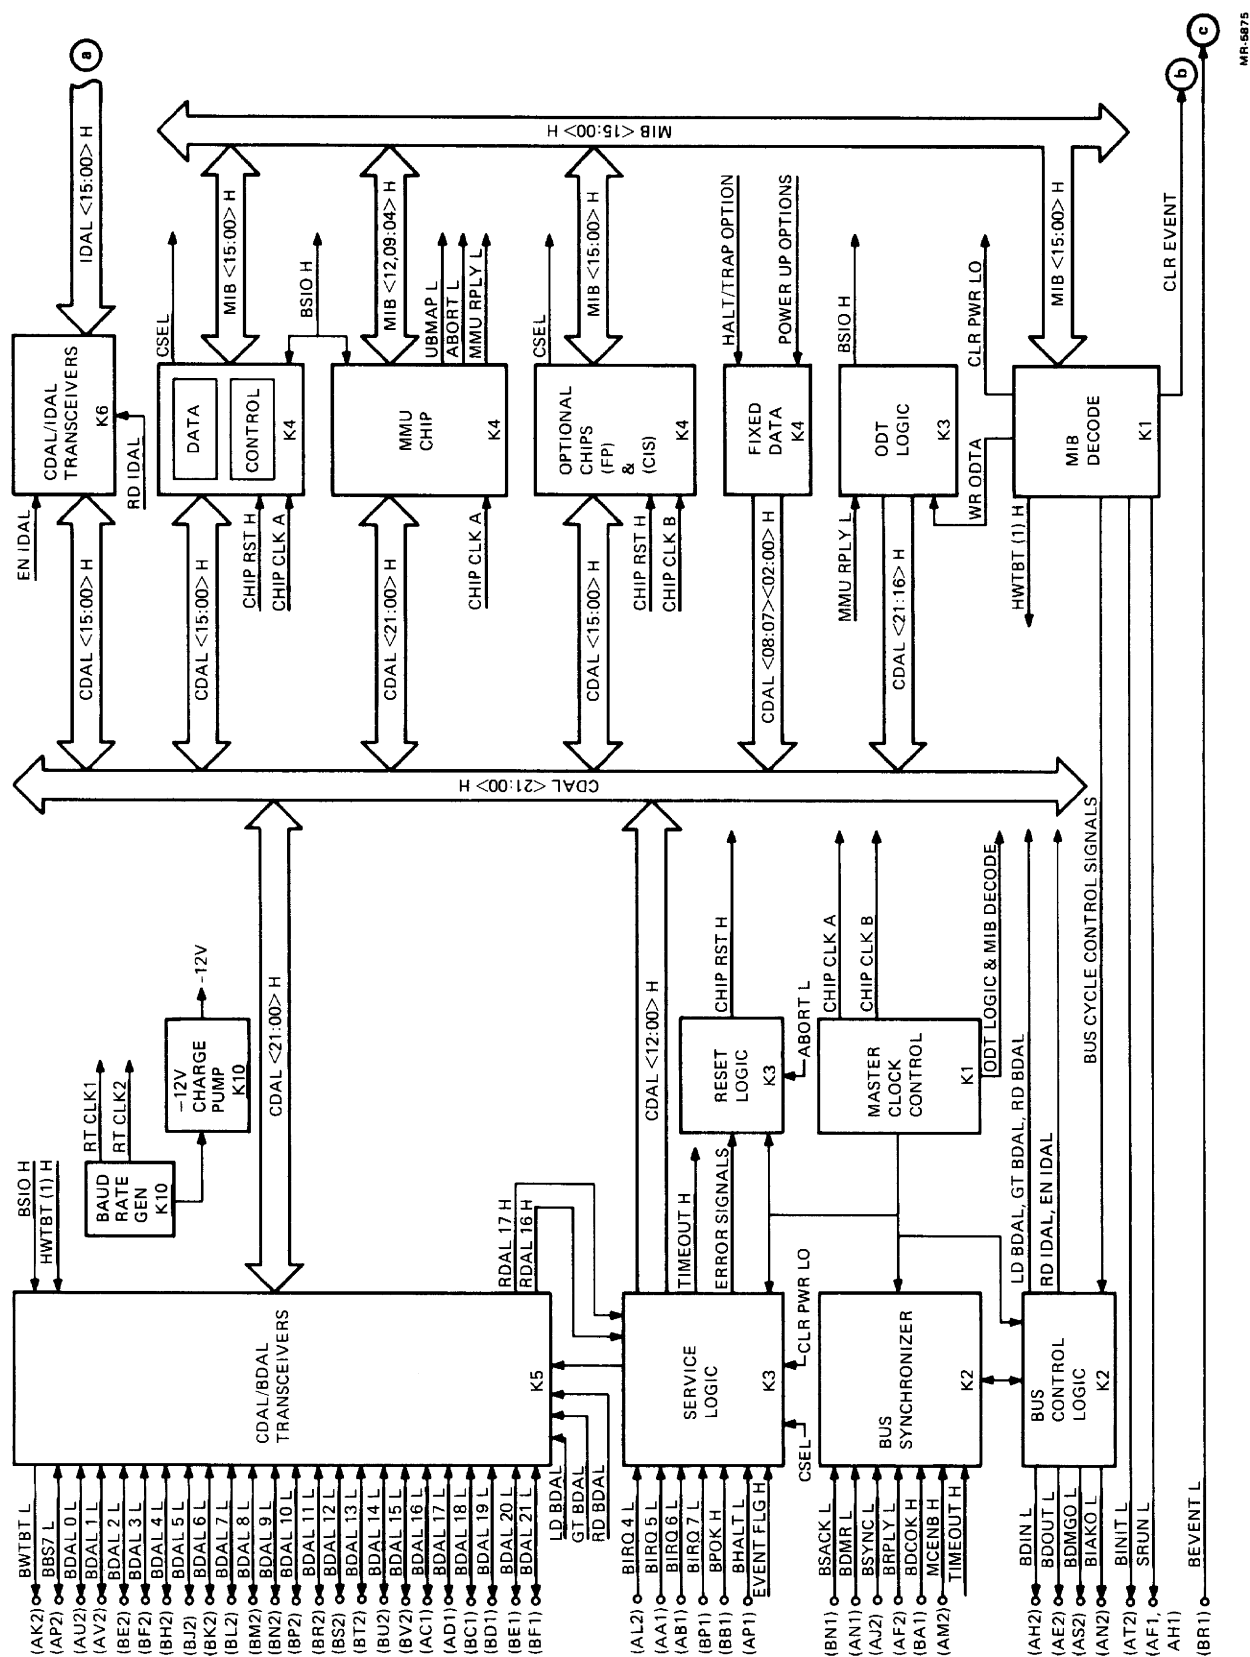 BWTBT L
BBS7 L
BDAL 0 L
BDAL 1 L
BDAL 2 L
BDAL 3 L
BDAL 4 L
BDAL 5 L
BDAL 6 L
BDAL 7 L
BDAL 8 L
BDAL 9 L
BDAL 10 L
BDAL 11 L
BDAL 12 L
BDAL 13 L
BDAL 14 L
BDAL 15 L
BDAL 16 L
BDAL 17 L
BDAL 18 L
BDAL 19 L
BDAL 20 L
BDAL 21 L
(AK2)
(AP2)
(AU2)
(AV2)
(BE2)
(BF2)
(BH2)
(BJ2)
(BK2)
(BL2)
(BM2)
(BN2)
(BP2)
(BR2)
(BS2)
(BT2)
(BU2)
(BV2)
(AC1)
(AD1)
(BC1)
(BD1)
(BE1)
(BF1)
LD BDAL
GT BDAL
RD BDAL
BIRQ 4 L
BIRQ 5 L
BIRQ 6 L
BIRQ 7 L
BPOK H
BHALT L
EVENT FLG H
(AL2)
(AA1)
(AB1)
(BP1)
(BB1)
(AP1)
BSACK L
BDMR L
BSYNC L
BRPLY L
BDCOK H
MCENB H
TIMEOUT H
(BN1)
(AN1)
(AJ2)
(AF2)
(BA1)
(AM2)
BDIN L
BDOUT L
BDMGO L
BIAKO L
BINIT L
SRUN L
BEVENT L
(AH2)
(AE2)
(AS2)
(AN2)
(AT2)
(AF1,
AH1)
(BR1)
CDAL/BDAL
TRANSCEIVERS
K5
BSIO H
HWTBT (1) H
RDAL 17 H
RDAL 16 H
SERVICE
LOGIC
K3
CSEL
CLR PWR LO
TIMEOUT H
ERROR SIGNALS
BUS
SYNCHRONIZER
K2
BUS
CONTROL
LOGIC
K2
LD BDAL, GT BDAL, RD BDAL
RD IDAL, EN IDAL
BUS CYCLE CONTROL SIGNALS
BAUD
RATE
GEN
K10
RT CLK1
RT CLK2
-12V
CHARGE
PUMP
K10
-12V
CDAL <21:00> H
CDAL <12:00> H
RESET
LOGIC
K3
CHIP RST H
ABORT L
MASTER
CLOCK
CONTROL
K1
CHIP CLK A
CHIP CLK B
ODT LOGIC & MIB DECODE
CDAL <21:00> H
CDAL <15:00> H
CDAL <15:00> H
CDAL <21:00> H
CDAL <15:00> H
CDAL <08:07><02:00> H
CDAL <21:16> H
EN IDAL
RD IDAL
CDAL/IDAL
TRANSCEIVERS
K6
IDAL <15:00> H
a
CHIP RST H
CHIP CLK A
DATA
CONTROL
K4
CSEL
MIB <15:00> H
BSIO H
CHIP CLK A
MMU
CHIP
K4
MIB <12,09:04> H
UBMAP L
ABORT L
MMU RPLY L
CHIP RST H
CHIP CLK B
OPTIONAL
CHIPS
(FP)
&
(CIS)
K4
CSEL
MIB <15:00> H
FIXED
DATA
K4
HALT/TRAP OPTION
POWER UP OPTIONS
MMU RPLY L
ODT
LOGIC
K3
BSIO H
WR ODTA
HWTBT (1) H
MIB
DECODE
K1
CLR PWR LO
MIB <15:00> H
MIB <15:00> H
CLR EVENT
b
c
MR-5875